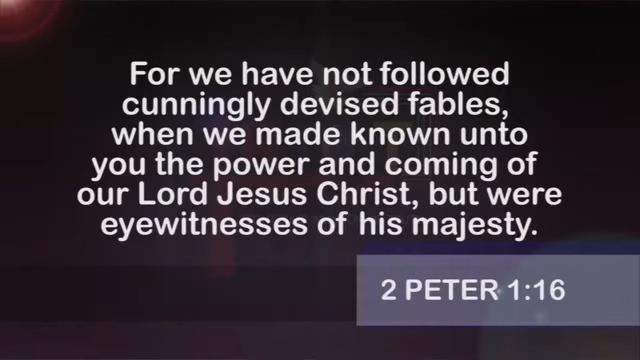 For we have not followed
cunningly devised fables,
when we made known unto
you the power and coming of
our Lord Jesus Christ, but were
eyewitnesses of his majesty.
2 PETER 1:16